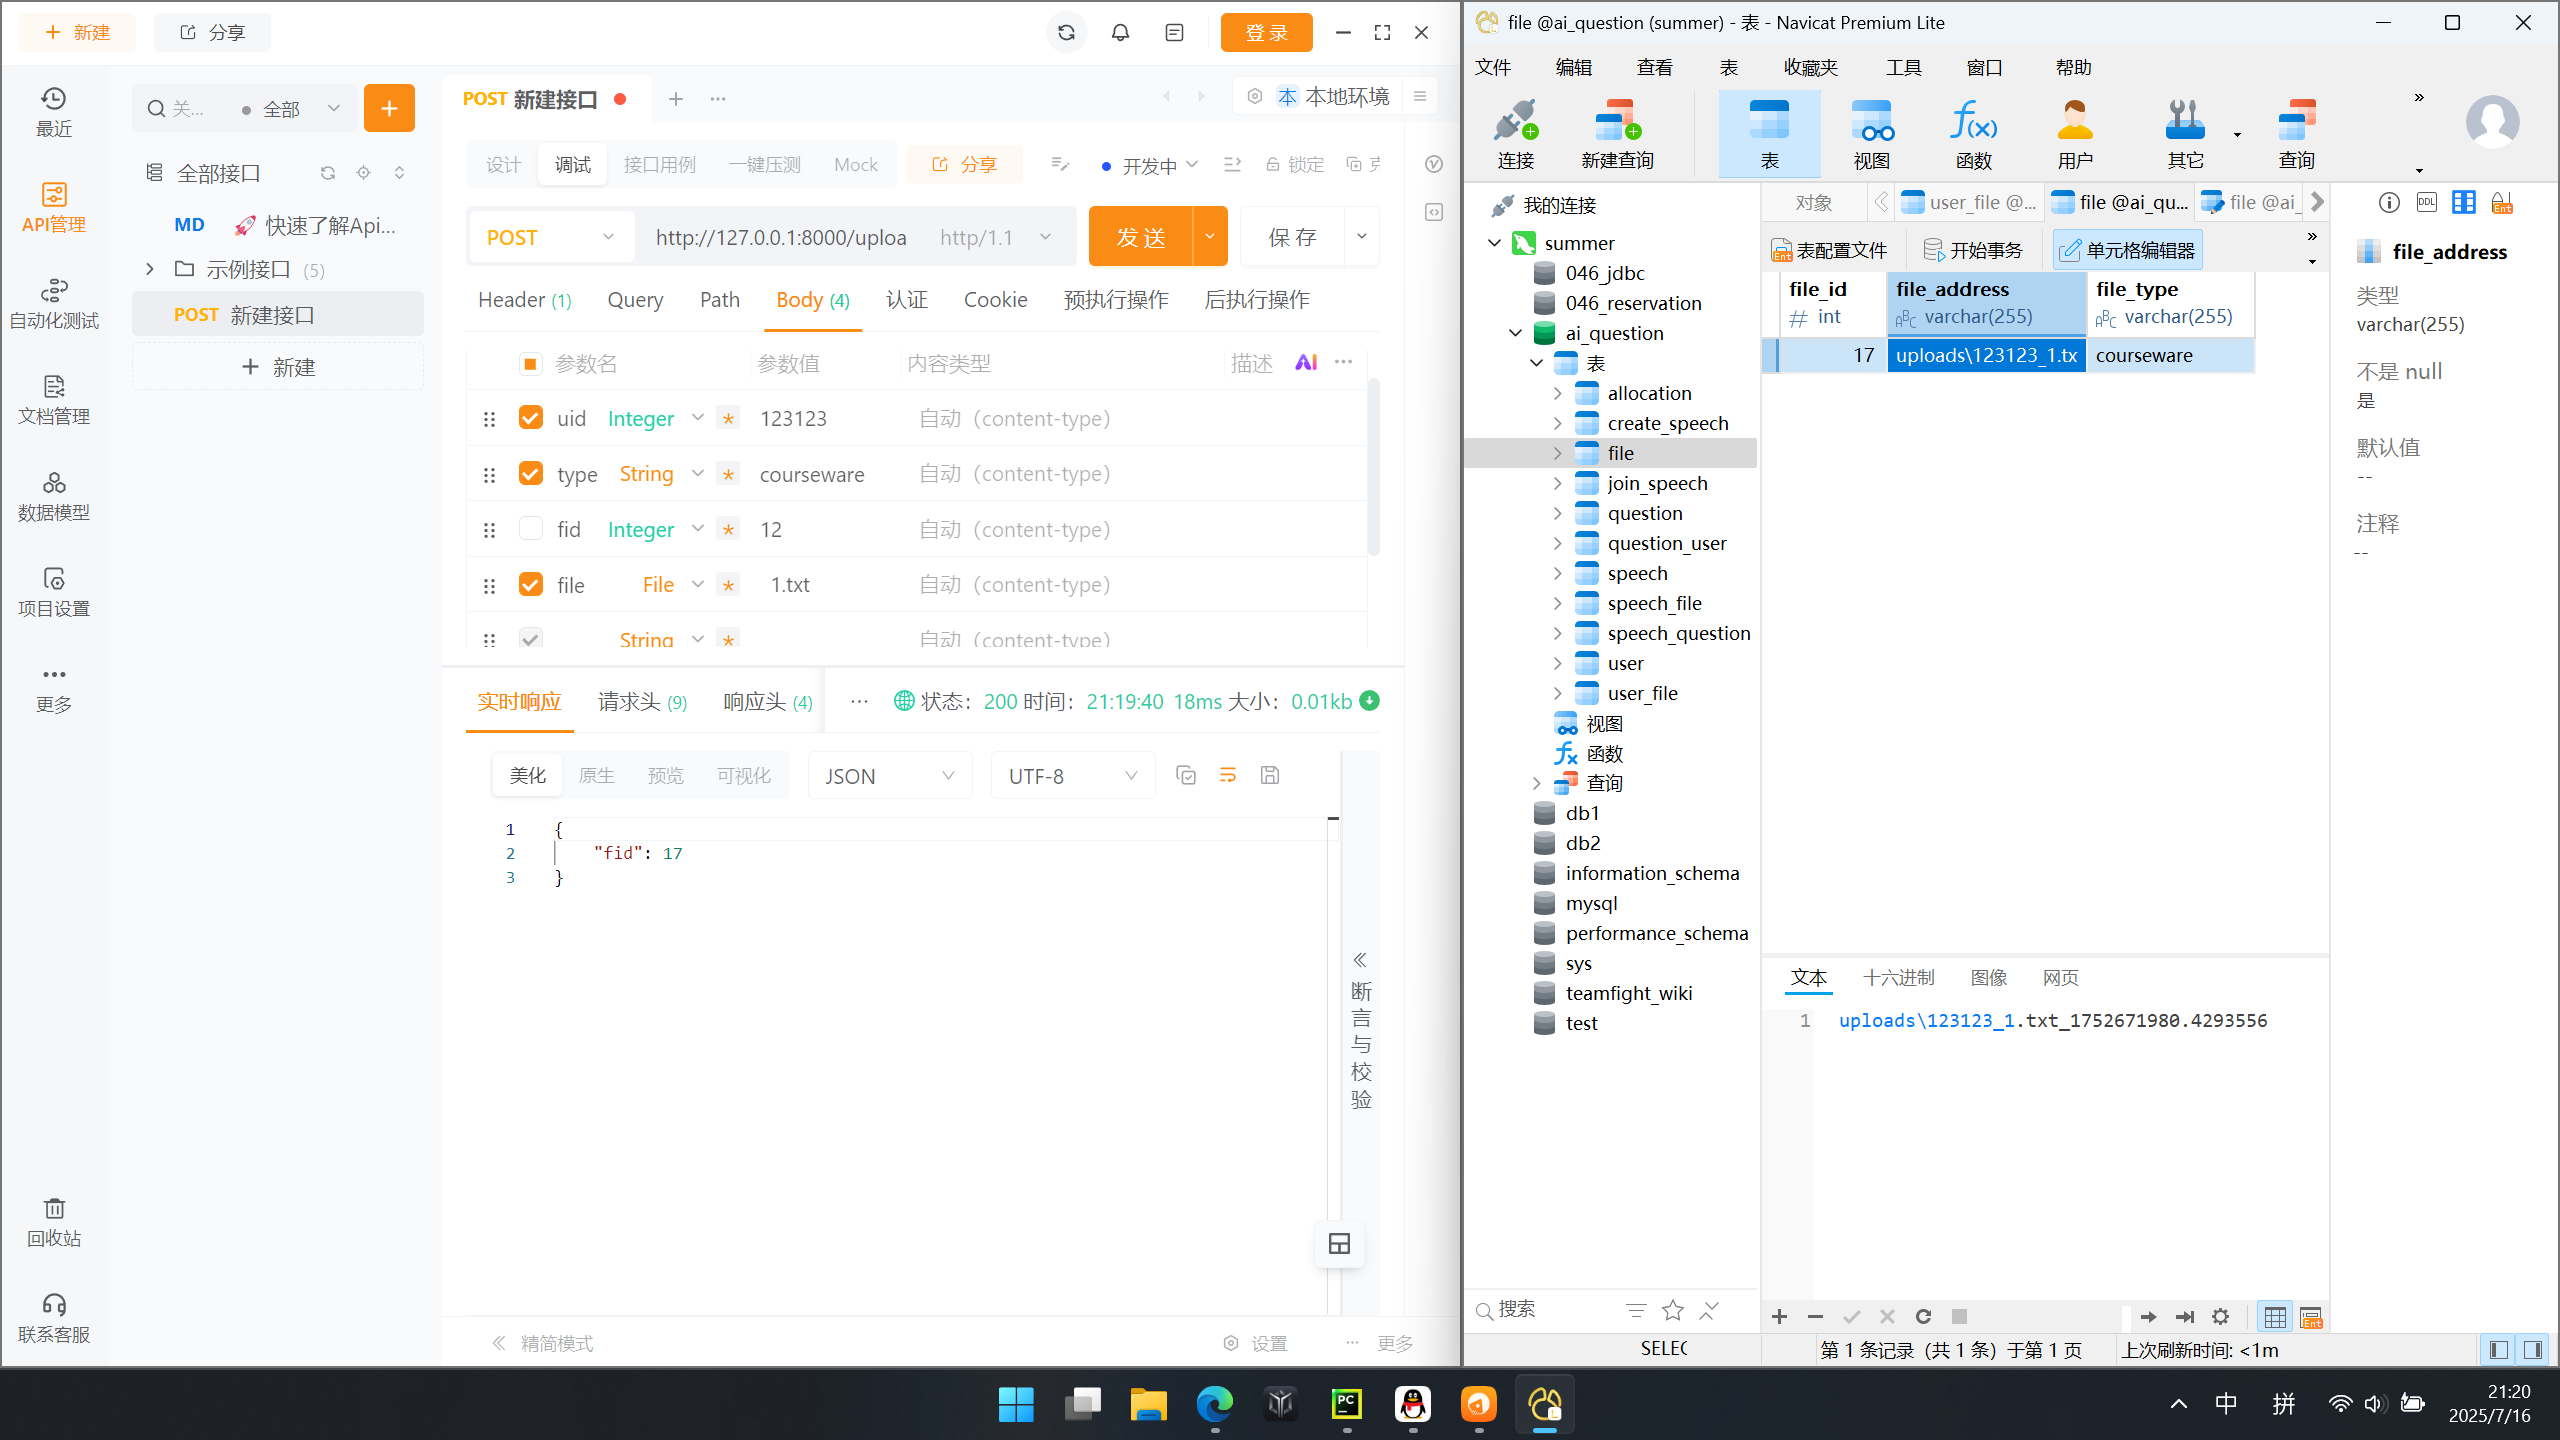 新建
分享
登 录
最近
API管理
自动化测试
文档管理
数据模型
项目设置
更多
回收站
联系客服
关...
全部
全部接口
MD 🚀 快速了解Api...
示例接口 (5)
POST 新建接口
新建
POST 新建接口
本 本地环境
设计 调试 接口用例 一键压测 Mock 分享 开发中 锁定
POST http://127.0.0.1:8000/uploa http/1.1 发 送 保 存
Header (1) Query Path Body (4) 认证 Cookie 预执行操作 后执行操作
参数名 参数值 内容类型 描述 AI
uid Integer * 123123 自动（content-type）
type String * courseware 自动（content-type）
fid Integer * 12 自动（content-type）
file File * 1.txt 自动（content-type）
String * 自动（content-type）
实时响应 请求头 (9) 响应头 (4) ··· 状态： 200 时间： 21:19:40 18ms 大小： 0.01kb
美化 原生 预览 可视化 JSON UTF-8
1 {
2 "fid": 17
3 }
断言与校验
精简模式 设置 更多
file @ai_question (summer) - 表 - Navicat Premium Lite
文件 编辑 查看 表 收藏夹 工具 窗口 帮助
连接 新建查询 表 视图 函数 用户 其它 查询
我的连接
summer
046_jdbc
046_reservation
ai_question
表
allocation
create_speech
file
join_speech
question
question_user
speech
speech_file
speech_question
user
user_file
视图
函数
查询
db1
db2
information_schema
mysql
performance_schema
sys
teamfight_wiki
test
搜索
对象 user_file @... file @ai_qu... file @ai_
表配置文件 开始事务 单元格编辑器
file_id file_address file_type
# int ABC varchar(255) ABC varchar(255)
17 uploads\123123_1.tx courseware
文本 十六进制 图像 网页
1 uploads\123123_1.txt_1752671980.4293556
DDL
Ent
file_address
类型
varchar(255)
不是 null
是
默认值
--
注释
--
SELEC 第 1 条记录（共 1 条）于第 1 页 上次刷新时间: <1m
PC
中 拼
21:20
2025/7/16